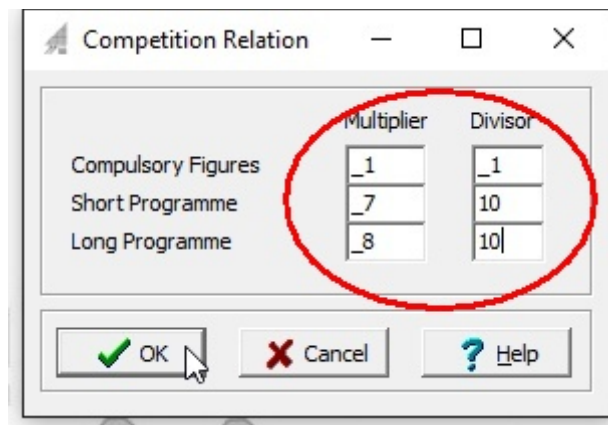 Competition Relation
Multiplier Divisor
Compulsory Figures _1 _1
Short Programme _7 10
Long Programme _8 10
OK Cancel Help